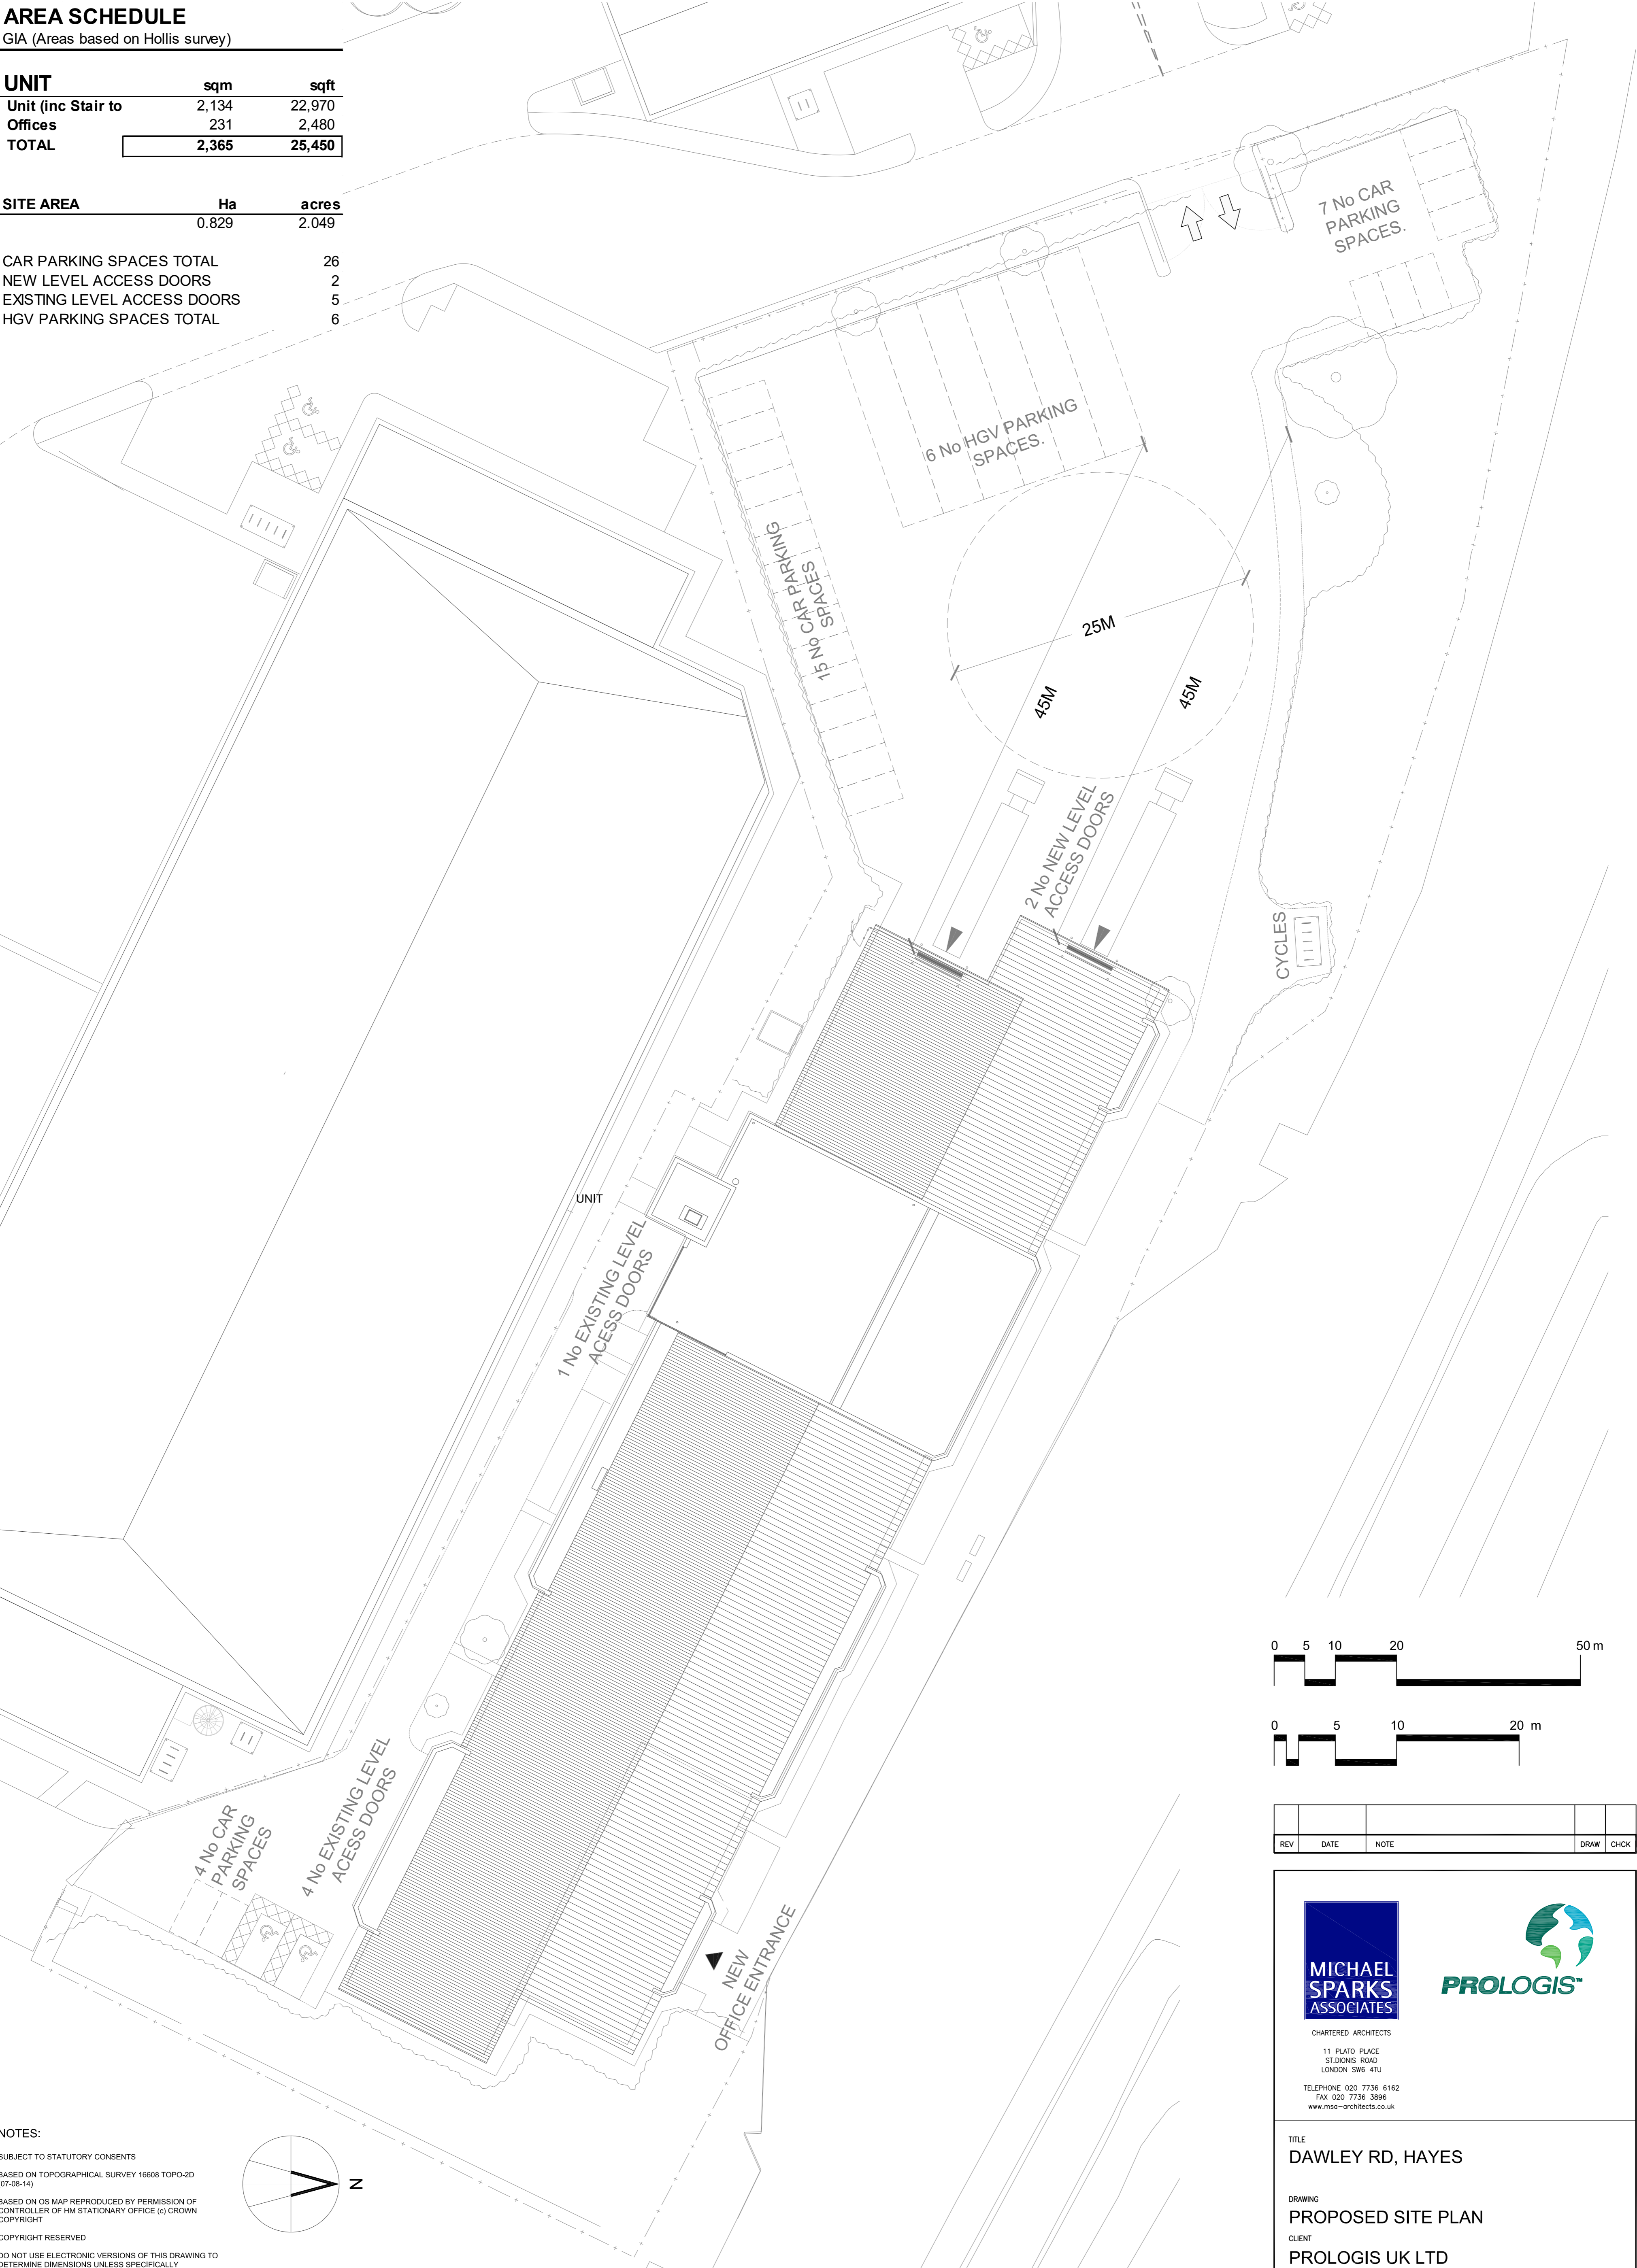 AREA SCHEDULE
GIA (Areas based on Hollis survey)
UNIT sqm sqft
Unit (inc Stair to 2,134 22,970
Offices 231 2,480
TOTAL 2,365 25,450
SITE AREA Ha acres
0.829 2.049
CAR PARKING SPACES TOTAL 26
NEW LEVEL ACCESS DOORS 2
EXISTING LEVEL ACCESS DOORS 5
HGV PARKING SPACES TOTAL 6
7 No CAR
PARKING
SPACES.
6 No HGV PARKING
SPACES.
15 No CAR PARKING
SPACES
25M
45M
45M
2 No NEW LEVEL
ACCESS DOORS
CYCLES
UNIT
1 No EXISTING LEVEL
ACESS DOORS
4 No EXISTING LEVEL
ACESS DOORS
4 No CAR
PARKING
SPACES
NEW
OFFICE ENTRANCE
0 5 10 20 50 m
0 5 10 20 m
REV DATE NOTE DRAW CHCK
MICHAEL
SPARKS
ASSOCIATES
PROLOGIS™
CHARTERED ARCHITECTS
11 PLATO PLACE
ST.DIONIS ROAD
LONDON SW6 4TU
TELEPHONE 020 7736 6162
FAX 020 7736 3896
www.msa-architects.co.uk
TITLE
DAWLEY RD, HAYES
DRAWING
PROPOSED SITE PLAN
CLIENT
PROLOGIS UK LTD
NOTES:
SUBJECT TO STATUTORY CONSENTS
BASED ON TOPOGRAPHICAL SURVEY 16608 TOPO-2D
(07-08-14)
BASED ON OS MAP REPRODUCED BY PERMISSION OF
CONTROLLER OF HM STATIONARY OFFICE (c) CROWN
COPYRIGHT
COPYRIGHT RESERVED
DO NOT USE ELECTRONIC VERSIONS OF THIS DRAWING TO
DETERMINE DIMENSIONS UNLESS SPECIFICALLY
N